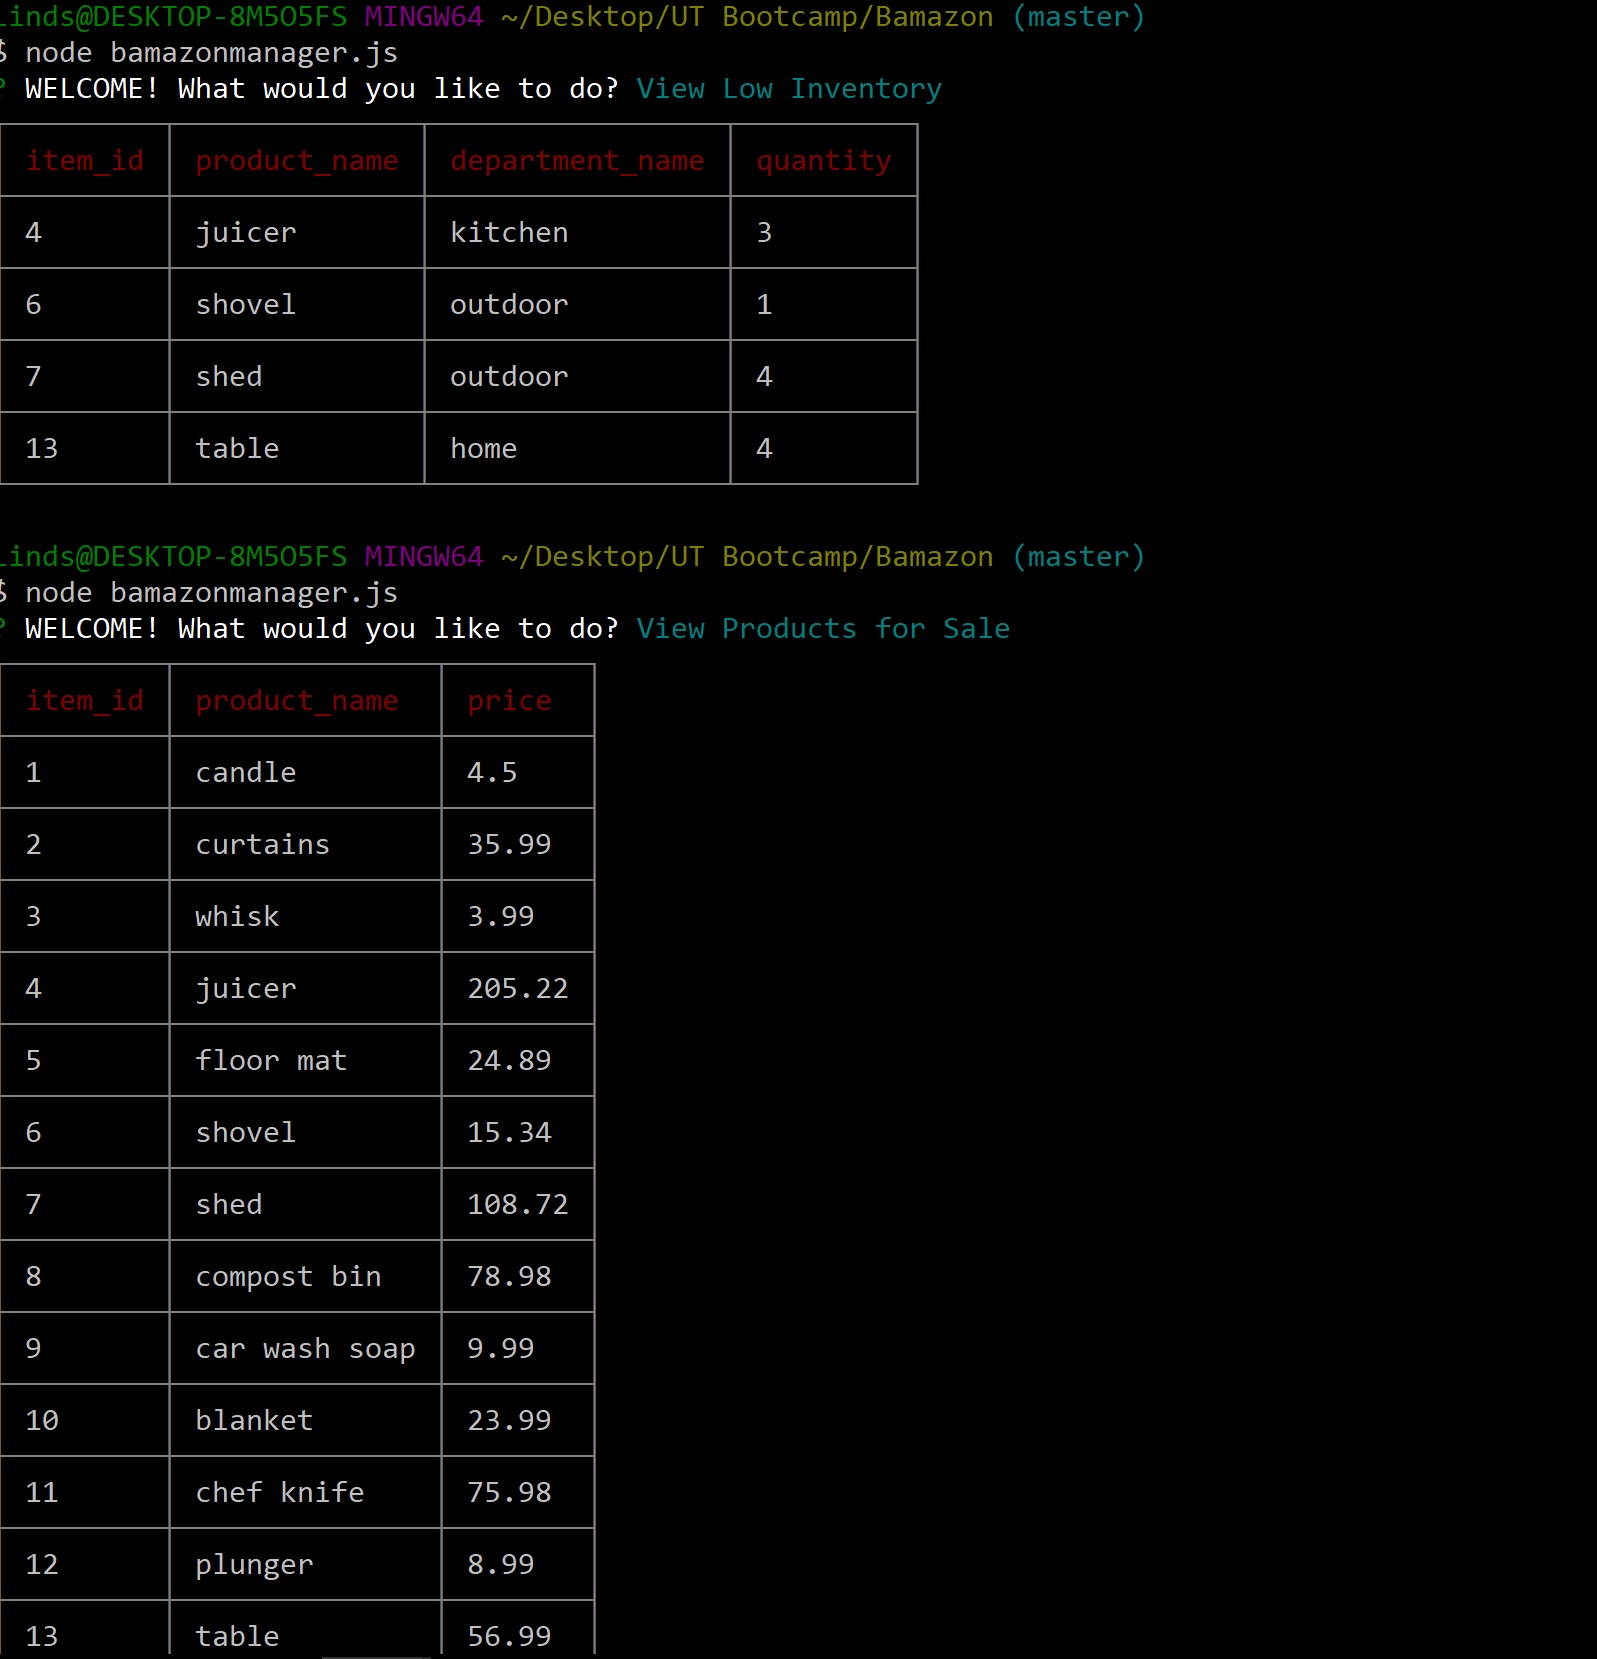 Linds@DESKTOP-8M5O5FS MINGW64 ~/Desktop/UT Bootcamp/Bamazon (master)
$ node bamazonmanager.js
? WELCOME! What would you like to do? View Low Inventory
item_id product_name department_name quantity
4 juicer kitchen 3
6 shovel outdoor 1
7 shed outdoor 4
13 table home 4
Linds@DESKTOP-8M5O5FS MINGW64 ~/Desktop/UT Bootcamp/Bamazon (master)
$ node bamazonmanager.js
? WELCOME! What would you like to do? View Products for Sale
item_id product_name price
1 candle 4.5
2 curtains 35.99
3 whisk 3.99
4 juicer 205.22
5 floor mat 24.89
6 shovel 15.34
7 shed 108.72
8 compost bin 78.98
9 car wash soap 9.99
10 blanket 23.99
11 chef knife 75.98
12 plunger 8.99
13 table 56.99